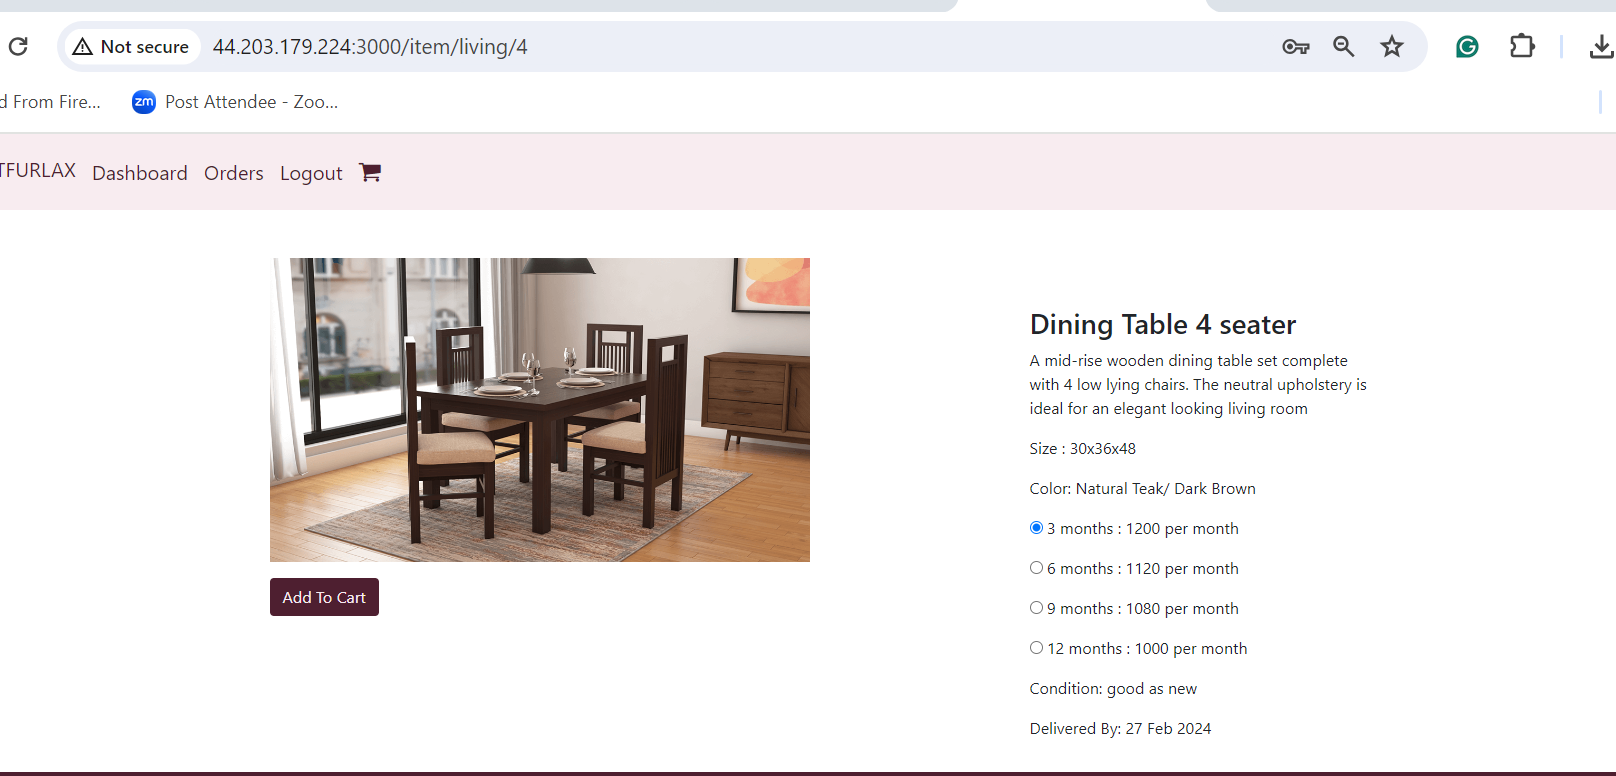 Not secure 44.203.179.224:3000/item/living/4
d From Fire... zm Post Attendee - Zoo...
TFURLAX Dashboard Orders Logout
Dining Table 4 seater
A mid-rise wooden dining table set complete
with 4 low lying chairs. The neutral upholstery is
ideal for an elegant looking living room
Size : 30x36x48
Color: Natural Teak/ Dark Brown
3 months : 1200 per month
6 months : 1120 per month
9 months : 1080 per month
12 months : 1000 per month
Condition: good as new
Delivered By: 27 Feb 2024
Add To Cart